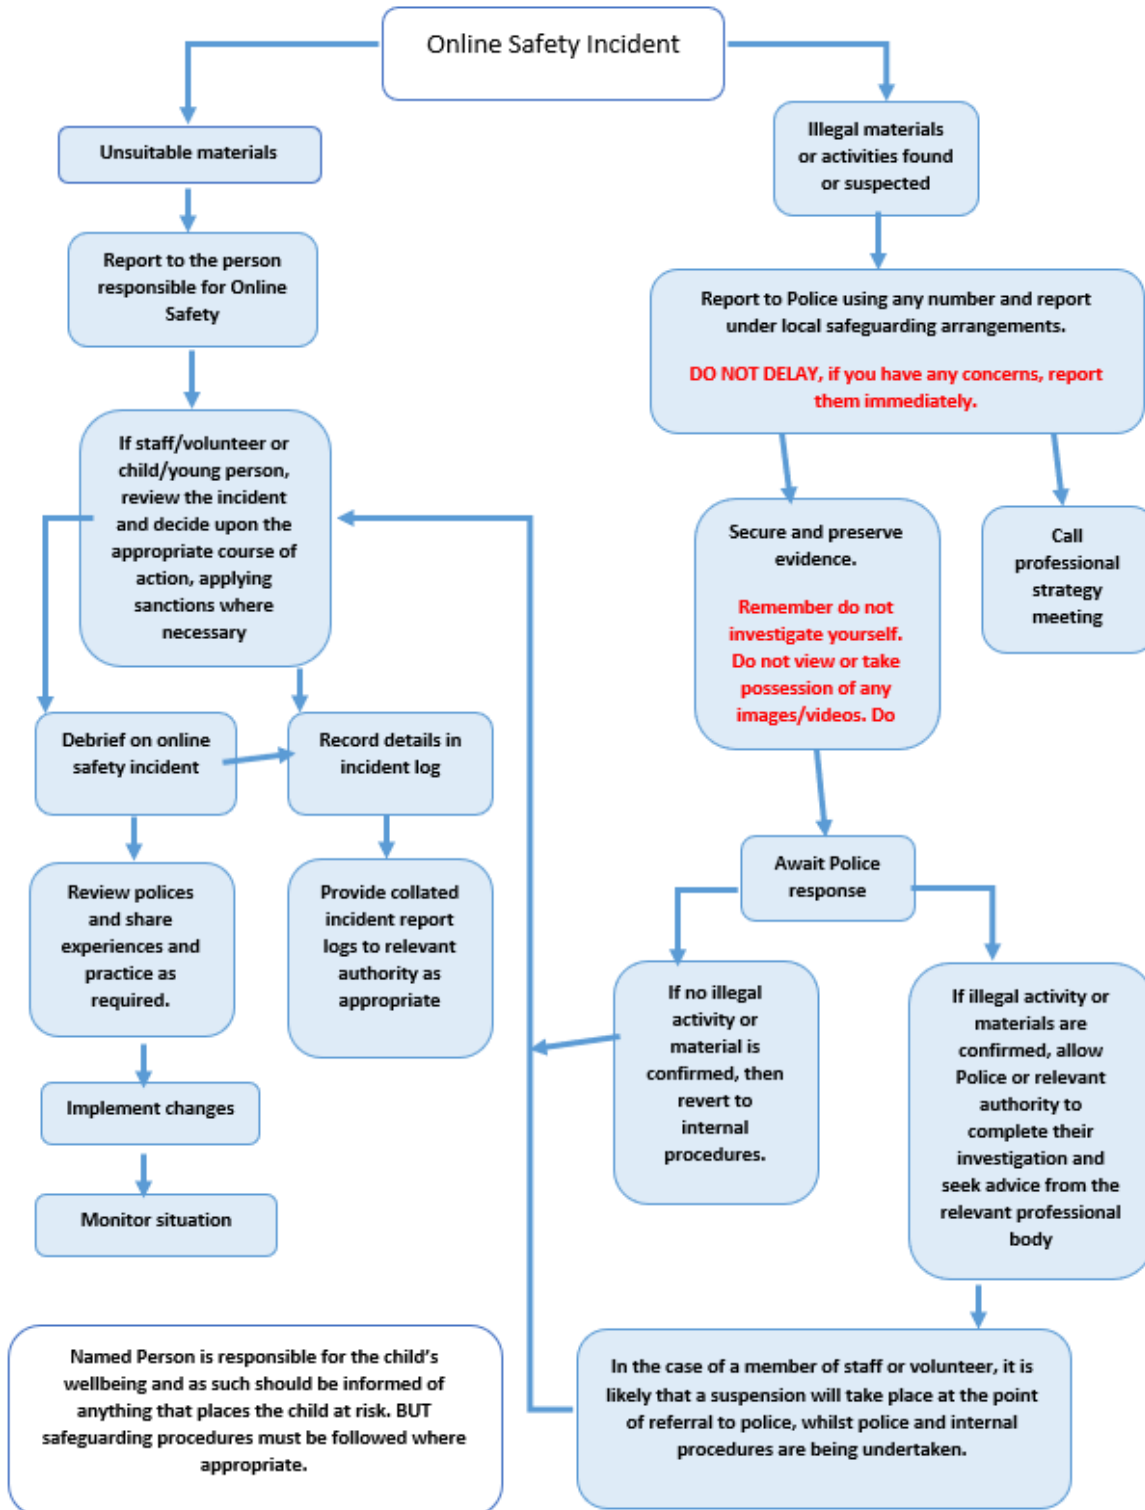 Online Safety Incident
Unsuitable materials
Report to the person
responsible for Online
Safety
If staff/volunteer or
child/young person,
review the incident
and decide upon the
appropriate course of
action, applying
sanctions where
necessary
Debrief on online
safety incident
Record details in
incident log
Review polices
and share
experiences and
practice as
required.
Provide collated
incident report
logs to relevant
authority as
appropriate
Implement changes
Monitor situation
Illegal materials
or activities found
or suspected
Report to Police using any number and report
under local safeguarding arrangements.
DO NOT DELAY, if you have any concerns, report
them immediately.
Secure and preserve
evidence.
Remember do not
investigate yourself.
Do not view or take
possession of any
images/videos. Do
Call
professional
strategy
meeting
Await Police
response
If no illegal
activity or
material is
confirmed, then
revert to
internal
procedures.
If illegal activity or
materials are
confirmed, allow
Police or relevant
authority to
complete their
investigation and
seek advice from the
relevant professional
body
In the case of a member of staff or volunteer, it is
likely that a suspension will take place at the point
of referral to police, whilst police and internal
procedures are being undertaken.
Named Person is responsible for the child's
wellbeing and as such should be informed of
anything that places the child at risk. BUT
safeguarding procedures must be followed where
appropriate.